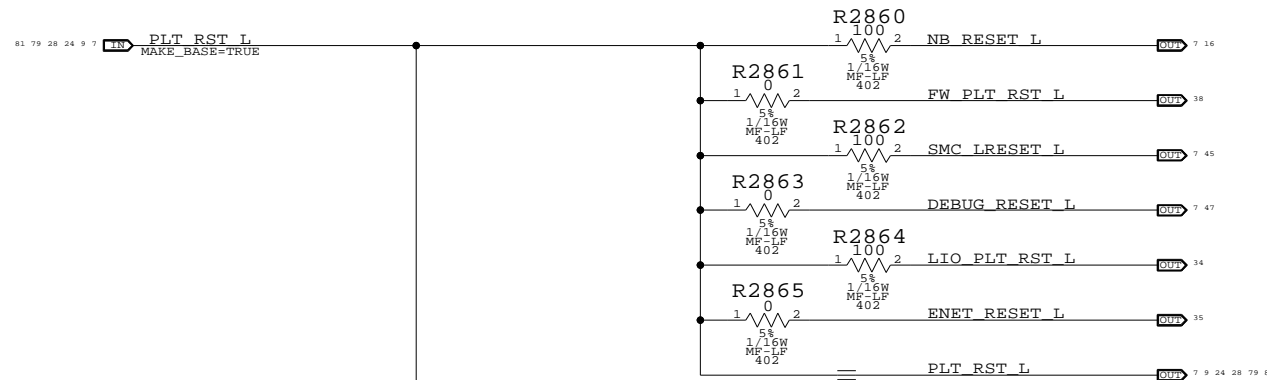 R2860
81 79 28 24 9 7 IN PLT_RST_L 1 100 2 NB_RESET_L OUT 7 16
MAKE_BASE=TRUE
5%
1/16W
MF-LF
402
R2861
1 0 2 FW_PLT_RST_L OUT 38
5%
1/16W
MF-LF
402
R2862
1 100 2 SMC_LRESET_L OUT 7 45
5%
1/16W
MF-LF
402
R2863
1 0 2 DEBUG_RESET_L OUT 7 47
5%
1/16W
MF-LF
402
R2864
1 100 2 LIO_PLT_RST_L OUT 34
5%
1/16W
MF-LF
402
R2865
1 0 2 ENET_RESET_L OUT 35
5%
1/16W
MF-LF
402
PLT_RST_L OUT 7 9 24 28 79 8